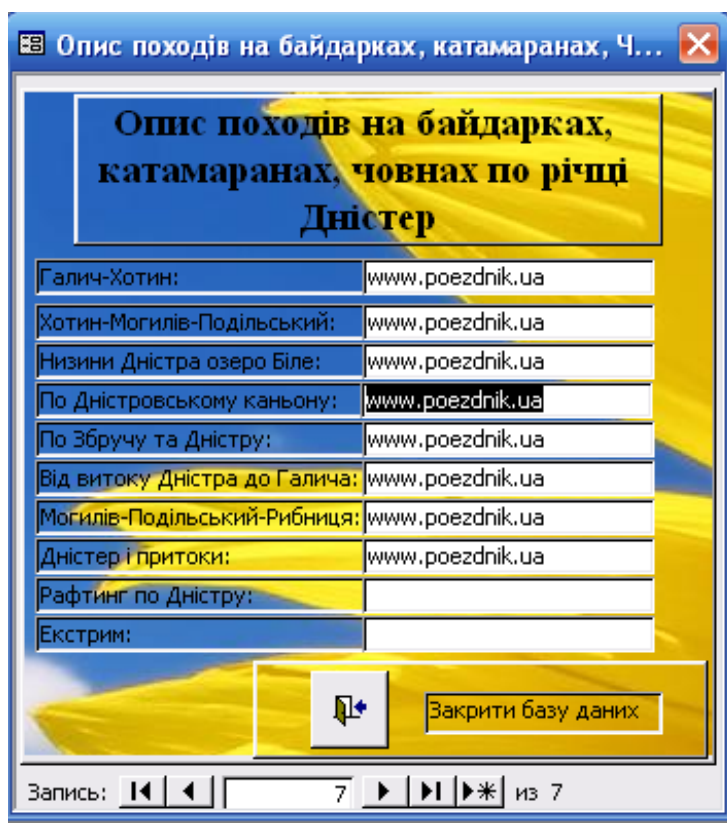 Опис походів на байдарках, катамаранах, Ч...
Опис походів на байдарках,
катамаранах, човнах по річці
Дністер
Галич-Хотин: www.poezdnik.ua
Хотин-Могилів-Подільський: www.poezdnik.ua
Низини Дністра озеро Біле: www.poezdnik.ua
По Дністровському каньону: www.poezdnik.ua
По Збручу та Дністру: www.poezdnik.ua
Від витоку Дністра до Галича: www.poezdnik.ua
Могилів-Подільський-Рибниця: www.poezdnik.ua
Дністер і притоки: www.poezdnik.ua
Рафтинг по Дністру:
Екстрим:
Закрити базу даних
Запись: 7 из 7